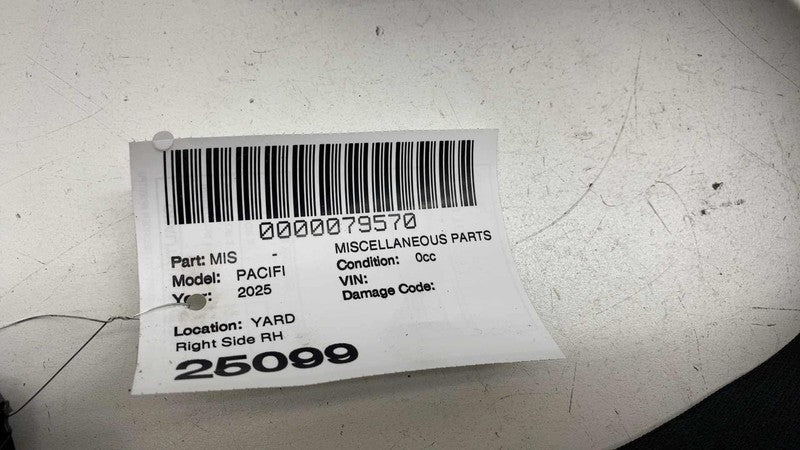 0000079570
Part: MIS - MISCELLANEOUS PARTS
Model: PACIFI Condition: 0cc
Year: 2025 VIN:
Damage Code:
Location: YARD
Right Side RH
25099